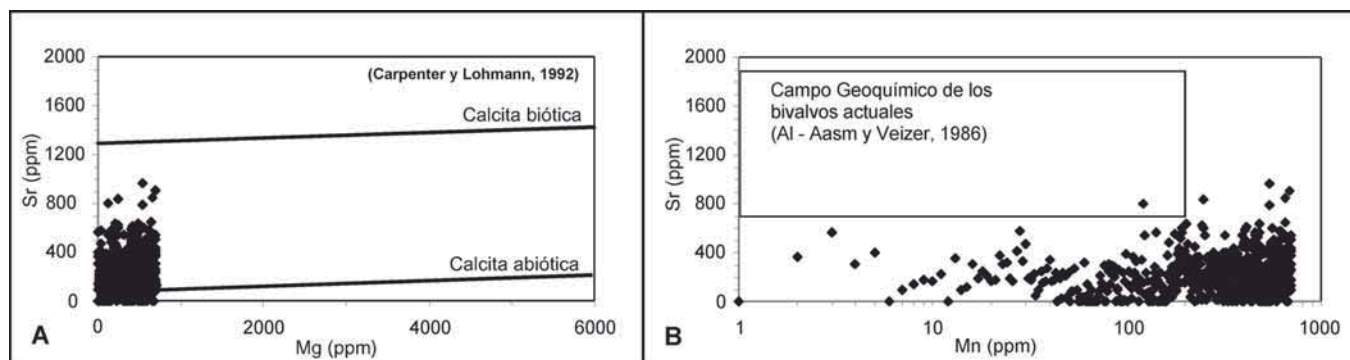 2000
1600
1200
800
400
0
Sr (ppm)
(Carpenter y Lohmann, 1992)
Calcita biótica
Calcita abiótica
0 2000 4000 6000
Mg (ppm)
A
2000
1600
1200
800
400
0
Sr (ppm)
Campo Geoquímico de los
bivalvos actuales
(Al - Aasm y Veizer, 1986)
1 10 100 1000
Mn (ppm)
B